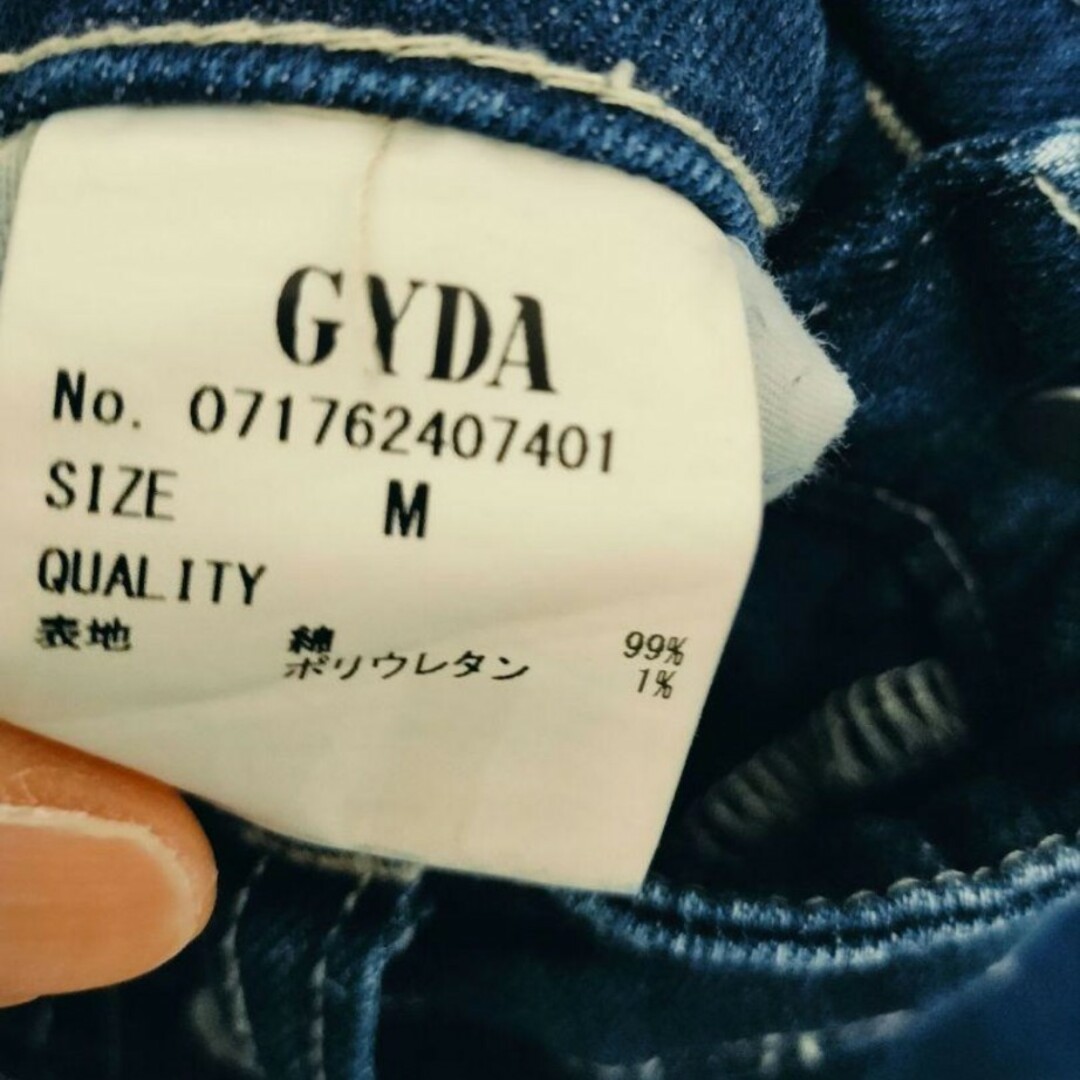 GYDA
No. 071762407401
SIZE M
QUALITY
表地 綿 99%
ポリウレタン 1%